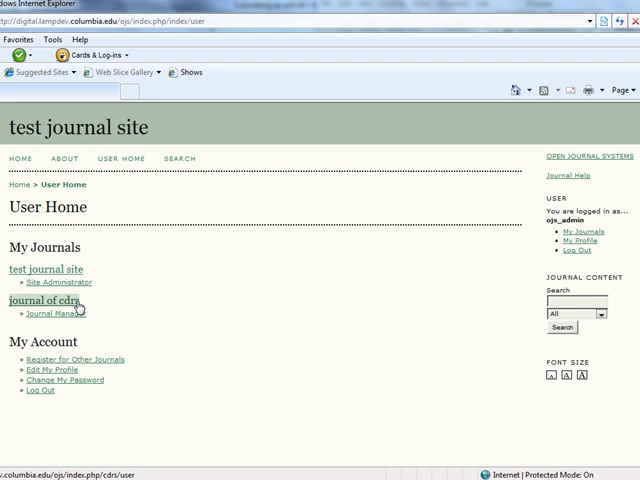 ndows Internet Explorer
ttp://digital.lampdev.columbia.edu/ojs/index.php/index/user
Favorites Tools Help
Cards & Log-ins
Suggested Sites Web Slice Gallery Shows
Page
test journal site
HOME ABOUT USER HOME SEARCH
Home > User Home
User Home
My Journals
test journal site
» Site Administrator
journal of cdrs
» Journal Manager
My Account
» Register for Other Journals
» Edit My Profile
» Change My Password
» Log Out
OPEN JOURNAL SYSTEMS
Journal Help
USER
You are logged in as...
ojs_admin
My Journals
My Profile
Log Out
JOURNAL CONTENT
Search
All
Search
FONT SIZE
A A A
v.columbia.edu/ojs/index.php/cdrs/user
Internet | Protected Mode: On